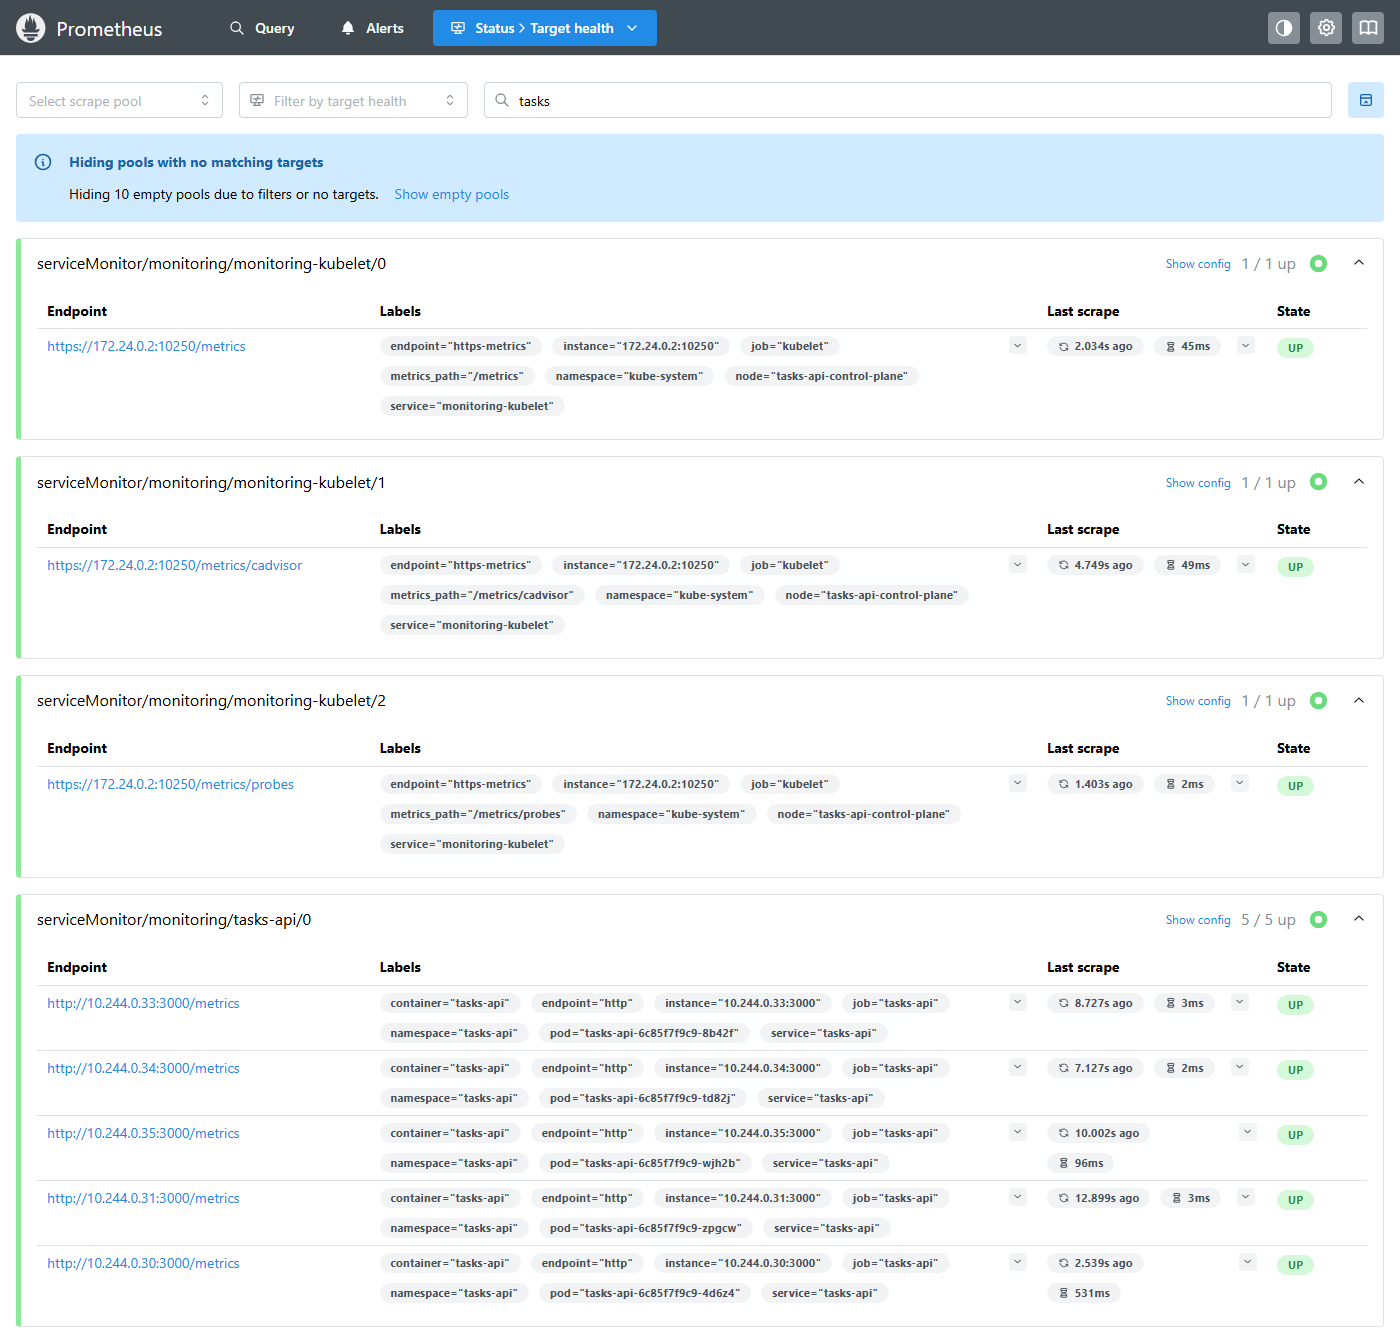 Prometheus Query Alerts Status > Target health
Select scrape pool Filter by target health tasks
Hiding pools with no matching targets
Hiding 10 empty pools due to filters or no targets. Show empty pools
serviceMonitor/monitoring/monitoring-kubelet/0 Show config 1 / 1 up
Endpoint Labels Last scrape State
https://172.24.0.2:10250/metrics endpoint="https-metrics" instance="172.24.0.2:10250" job="kubelet" 2.034s ago 45ms UP
metrics_path="/metrics" namespace="kube-system" node="tasks-api-control-plane"
service="monitoring-kubelet"
serviceMonitor/monitoring/monitoring-kubelet/1 Show config 1 / 1 up
Endpoint Labels Last scrape State
https://172.24.0.2:10250/metrics/cadvisor endpoint="https-metrics" instance="172.24.0.2:10250" job="kubelet" 4.749s ago 49ms UP
metrics_path="/metrics/cadvisor" namespace="kube-system" node="tasks-api-control-plane"
service="monitoring-kubelet"
serviceMonitor/monitoring/monitoring-kubelet/2 Show config 1 / 1 up
Endpoint Labels Last scrape State
https://172.24.0.2:10250/metrics/probes endpoint="https-metrics" instance="172.24.0.2:10250" job="kubelet" 1.403s ago 2ms UP
metrics_path="/metrics/probes" namespace="kube-system" node="tasks-api-control-plane"
service="monitoring-kubelet"
serviceMonitor/monitoring/tasks-api/0 Show config 5 / 5 up
Endpoint Labels Last scrape State
http://10.244.0.33:3000/metrics container="tasks-api" endpoint="http" instance="10.244.0.33:3000" job="tasks-api" 8.727s ago 3ms UP
namespace="tasks-api" pod="tasks-api-6c85f7f9c9-8b42f" service="tasks-api"
http://10.244.0.34:3000/metrics container="tasks-api" endpoint="http" instance="10.244.0.34:3000" job="tasks-api" 7.127s ago 2ms UP
namespace="tasks-api" pod="tasks-api-6c85f7f9c9-td82j" service="tasks-api"
http://10.244.0.35:3000/metrics container="tasks-api" endpoint="http" instance="10.244.0.35:3000" job="tasks-api" 10.002s ago UP
namespace="tasks-api" pod="tasks-api-6c85f7f9c9-wjh2b" service="tasks-api" 96ms
http://10.244.0.31:3000/metrics container="tasks-api" endpoint="http" instance="10.244.0.31:3000" job="tasks-api" 12.899s ago 3ms UP
namespace="tasks-api" pod="tasks-api-6c85f7f9c9-zpgcw" service="tasks-api"
http://10.244.0.30:3000/metrics container="tasks-api" endpoint="http" instance="10.244.0.30:3000" job="tasks-api" 2.539s ago UP
namespace="tasks-api" pod="tasks-api-6c85f7f9c9-4d6z4" service="tasks-api" 531ms